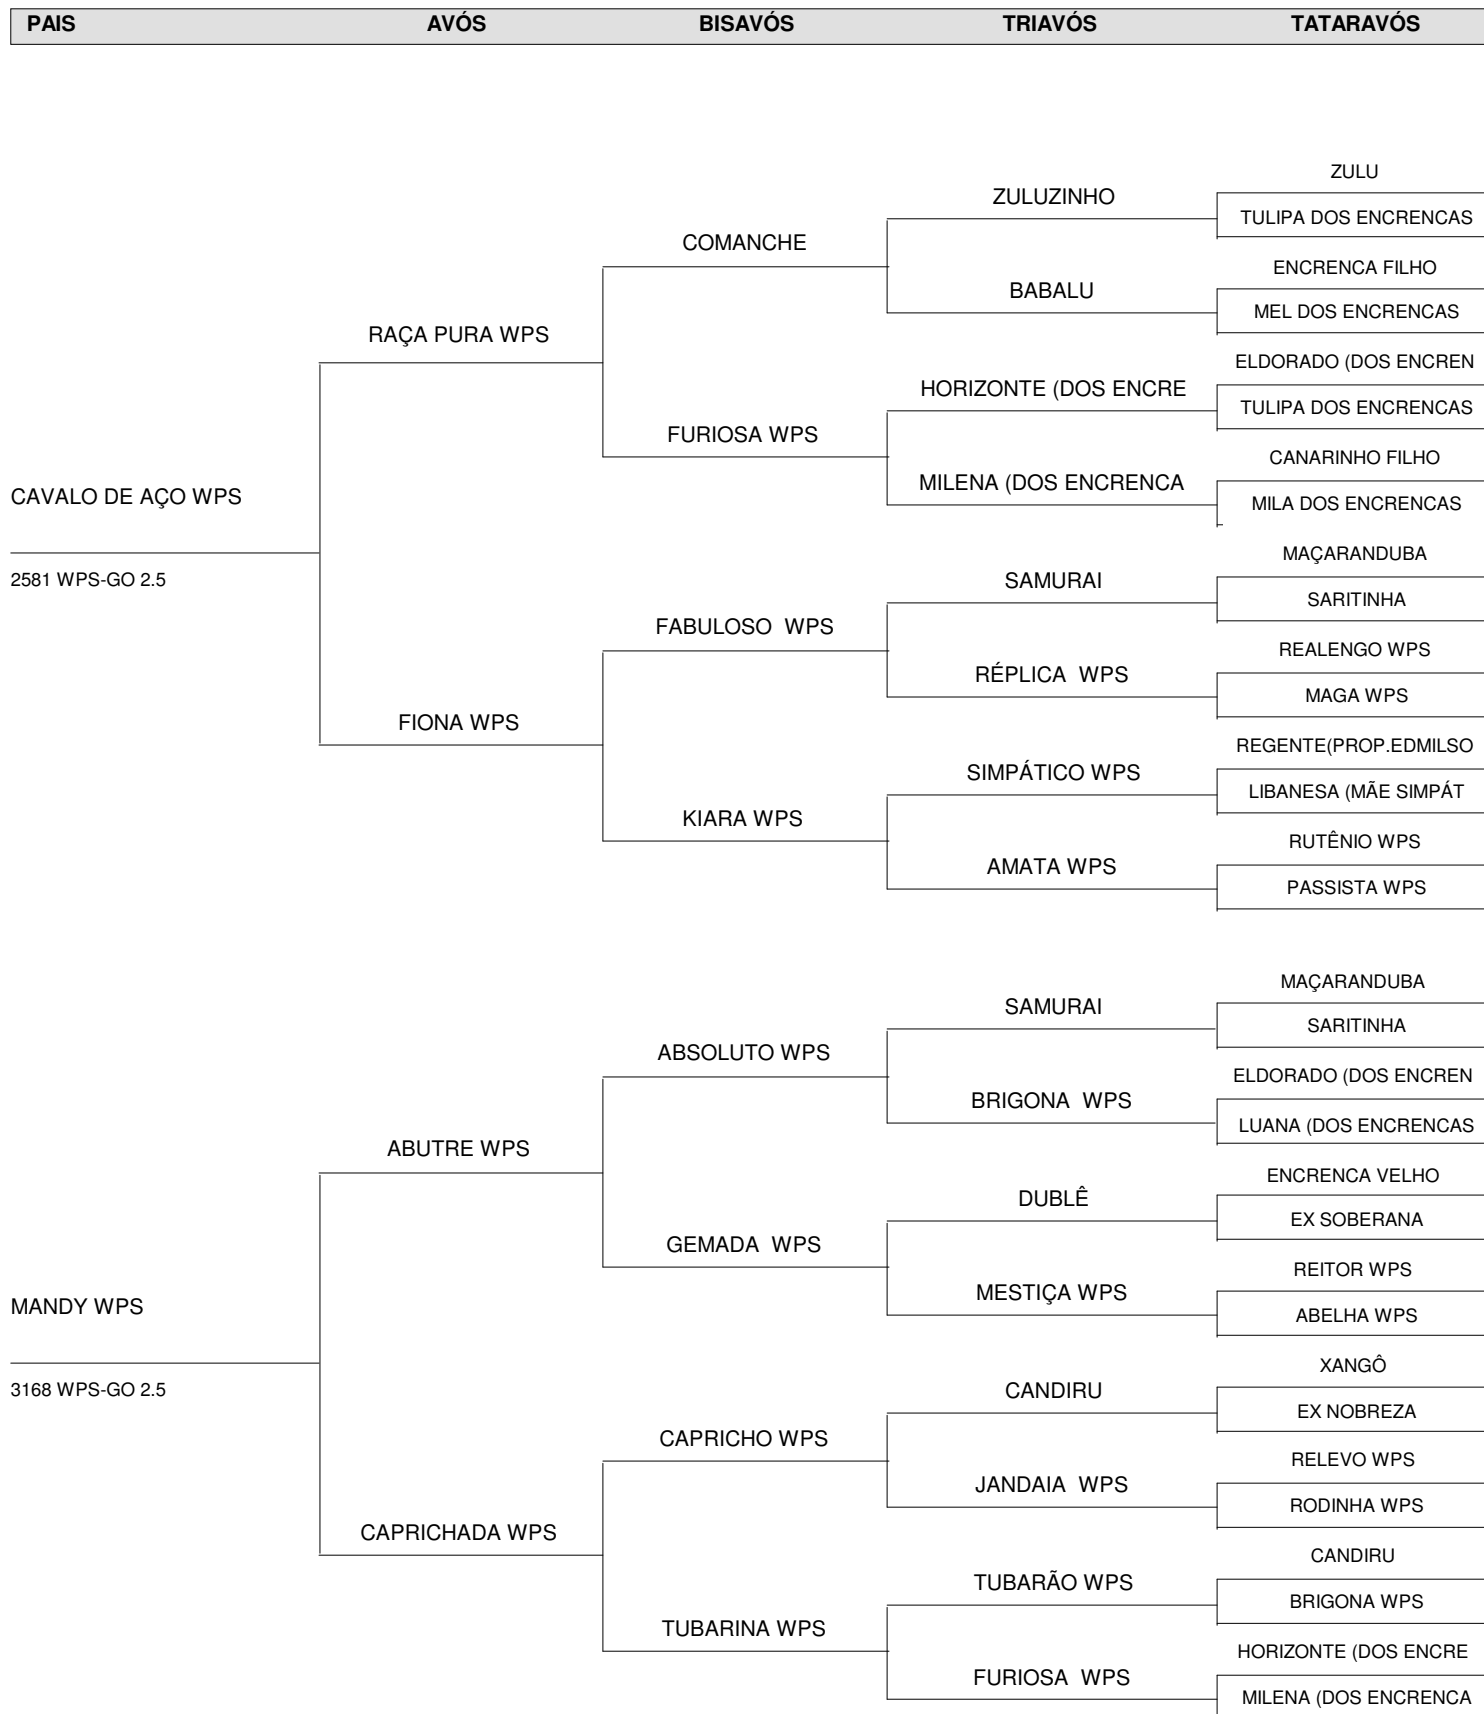 PAIS AVÓS BISAVÓS TRIAVÓS TATARAVÓS
ZULU
ZULUZINHO
TULIPA DOS ENCRENCAS
COMANCHE
ENCRENCA FILHO
BABALU
MEL DOS ENCRENCAS
RAÇA PURA WPS
ELDORADO (DOS ENCREN
HORIZONTE (DOS ENCRE
TULIPA DOS ENCRENCAS
FURIOSA WPS
CANARINHO FILHO
MILENA (DOS ENCRENCA
CAVALO DE AÇO WPS
MILA DOS ENCRENCAS
MAÇARANDUBA
2581 WPS-GO 2.5
SAMURAI
SARITINHA
FABULOSO WPS
REALENGO WPS
RÉPLICA WPS
MAGA WPS
FIONA WPS
REGENTE(PROP.EDMILSO
SIMPÁTICO WPS
LIBANESA (MÃE SIMPÁT
KIARA WPS
RUTÊNIO WPS
AMATA WPS
PASSISTA WPS
MAÇARANDUBA
SAMURAI
SARITINHA
ABSOLUTO WPS
ELDORADO (DOS ENCREN
BRIGONA WPS
LUANA (DOS ENCRENCAS
ABUTRE WPS
ENCRENCA VELHO
DUBLÊ
EX SOBERANA
GEMADA WPS
REITOR WPS
MESTIÇA WPS
MANDY WPS
ABELHA WPS
XANGÔ
3168 WPS-GO 2.5
CANDIRU
EX NOBREZA
CAPRICHO WPS
RELEVO WPS
JANDAIA WPS
RODINHA WPS
CAPRICHADA WPS
CANDIRU
TUBARÃO WPS
BRIGONA WPS
TUBARINA WPS
HORIZONTE (DOS ENCRE
FURIOSA WPS
MILENA (DOS ENCRENCA